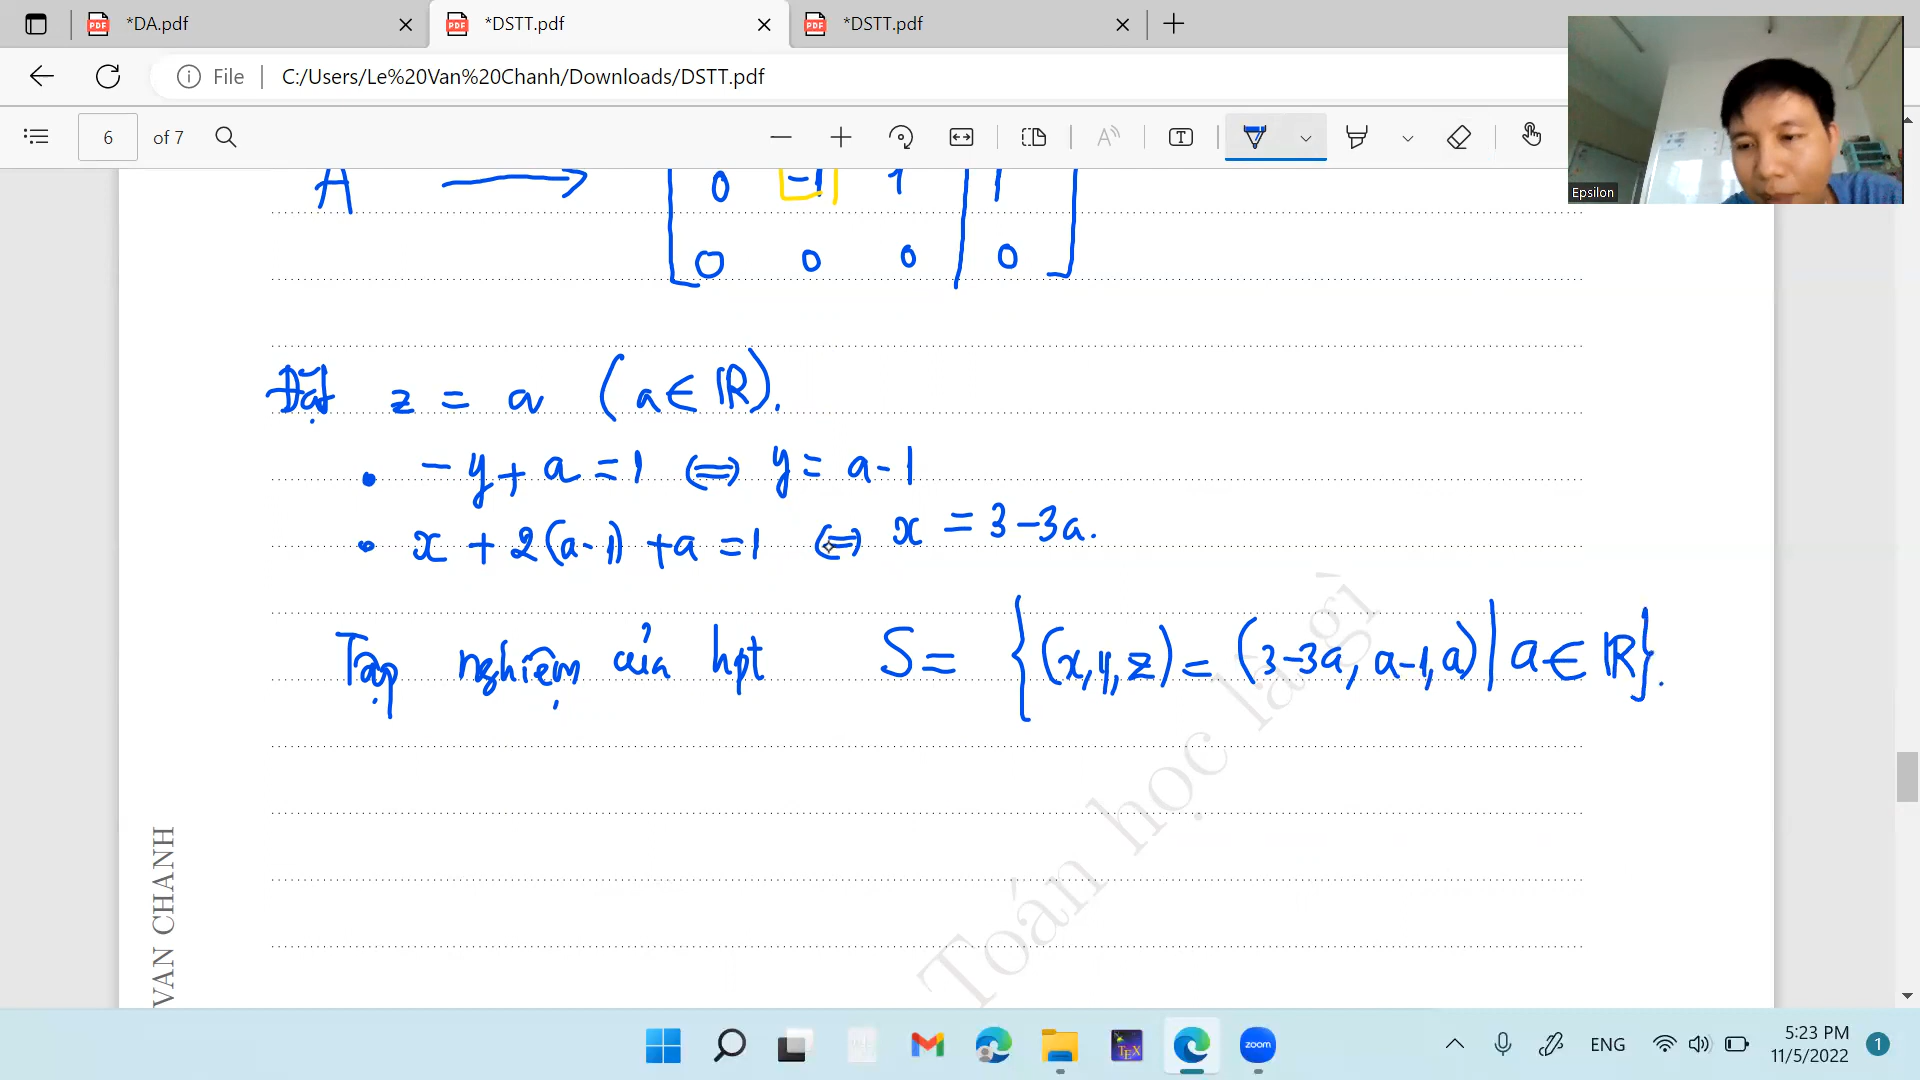 *DA.pdf
*DSTT.pdf
*DSTT.pdf
File
C:/Users/Le%20Van%20Chanh/Downloads/DSTT.pdf
6 of 7
Epsilon
A → 0 -1 1 | 1
0 0 0 | 0
Đặt z = a (a ∈ ℝ).
• -y + a = 1 ⟺ y = a - 1
• x + 2(a-1) + a = 1 ⟺ x = 3 - 3a.
Tập nghiệm của hpt S = {(x,y,z) = (3-3a, a-1, a) | a ∈ ℝ}.
Toán học là gì
VAN CHANH
TEX
zoom
ENG
5:23 PM
11/5/2022
1